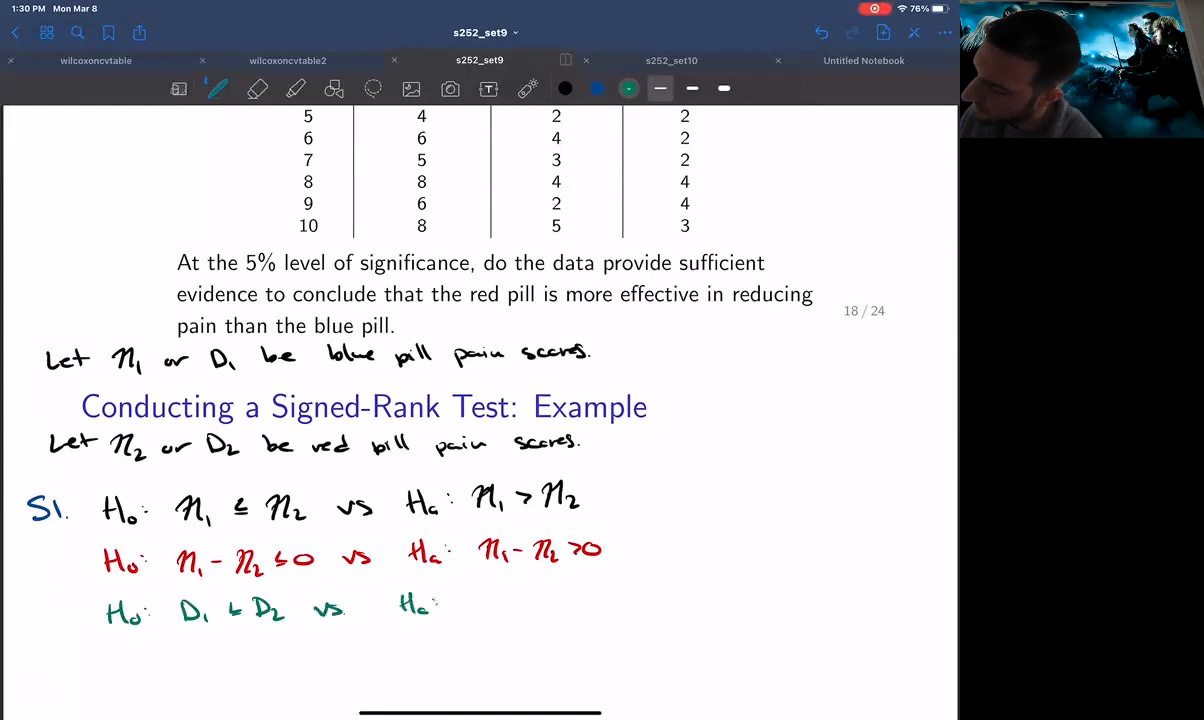 1:30 PM Mon Mar 8
76%
s252_set9
wilcoxoncvtable
wilcoxoncvtable2
s252_set9
s252_set10
Untitled Notebook
5 4 2 2
6 6 4 2
7 5 3 2
8 8 4 4
9 6 2 4
10 8 5 3
At the 5% level of significance, do the data provide sufficient
evidence to conclude that the red pill is more effective in reducing
pain than the blue pill.
18 / 24
Let η₁ or D₁ be blue pill pain scores.
Conducting a Signed-Rank Test: Example
Let η₂ or D₂ be red pill pain scores.
S1. H₀: η₁ ≤ η₂ vs Hₐ: η₁ > η₂
H₀: η₁ - η₂ ≤ 0 vs Hₐ: η₁ - η₂ > 0
H₀: D₁ ≤ D₂ vs. Hₐ: